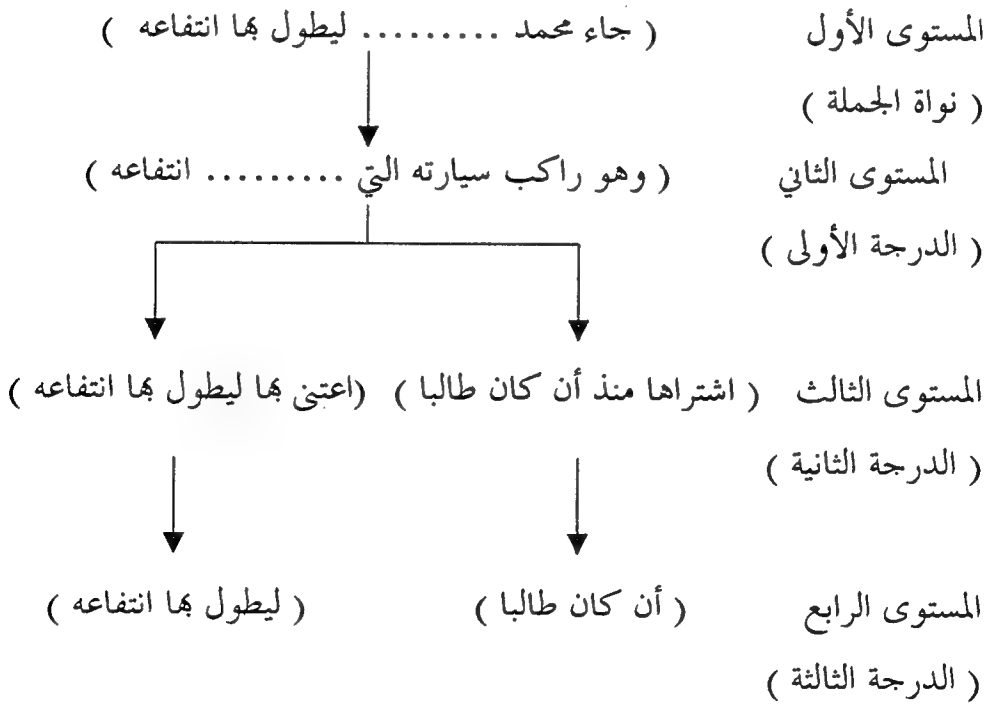 المستوى الأول ( جاء محمد ......... ليطول بها انتفاعه )
( نواة الجملة )
المستوى الثاني ( وهو راكب سيارته التي ......... انتفاعه )
( الدرجة الأولى )
المستوى الثالث ( اشتراها منذ أن كان طالبا ) (اعتنى بها ليطول بها انتفاعه )
( الدرجة الثانية )
المستوى الرابع ( أن كان طالبا ) ( ليطول بها انتفاعه )
( الدرجة الثالثة )